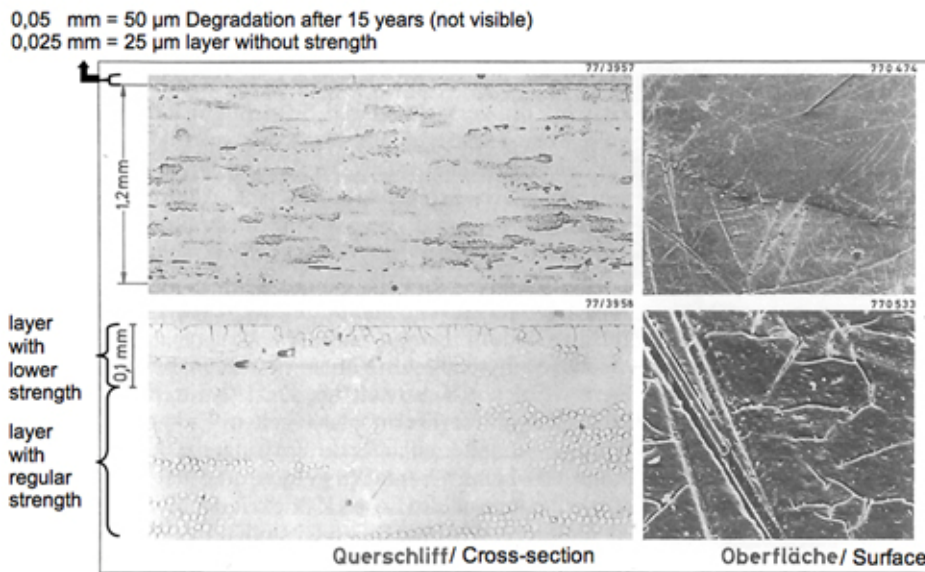 0,05 mm = 50 µm Degradation after 15 years (not visible)
0,025 mm = 25 µm layer without strength
77/3957
770474
1,2mm
77/3958
770533
layer
with
lower
strength
0,1 mm
layer
with
regular
strength
Querschliff/ Cross-section
Oberfläche/ Surface